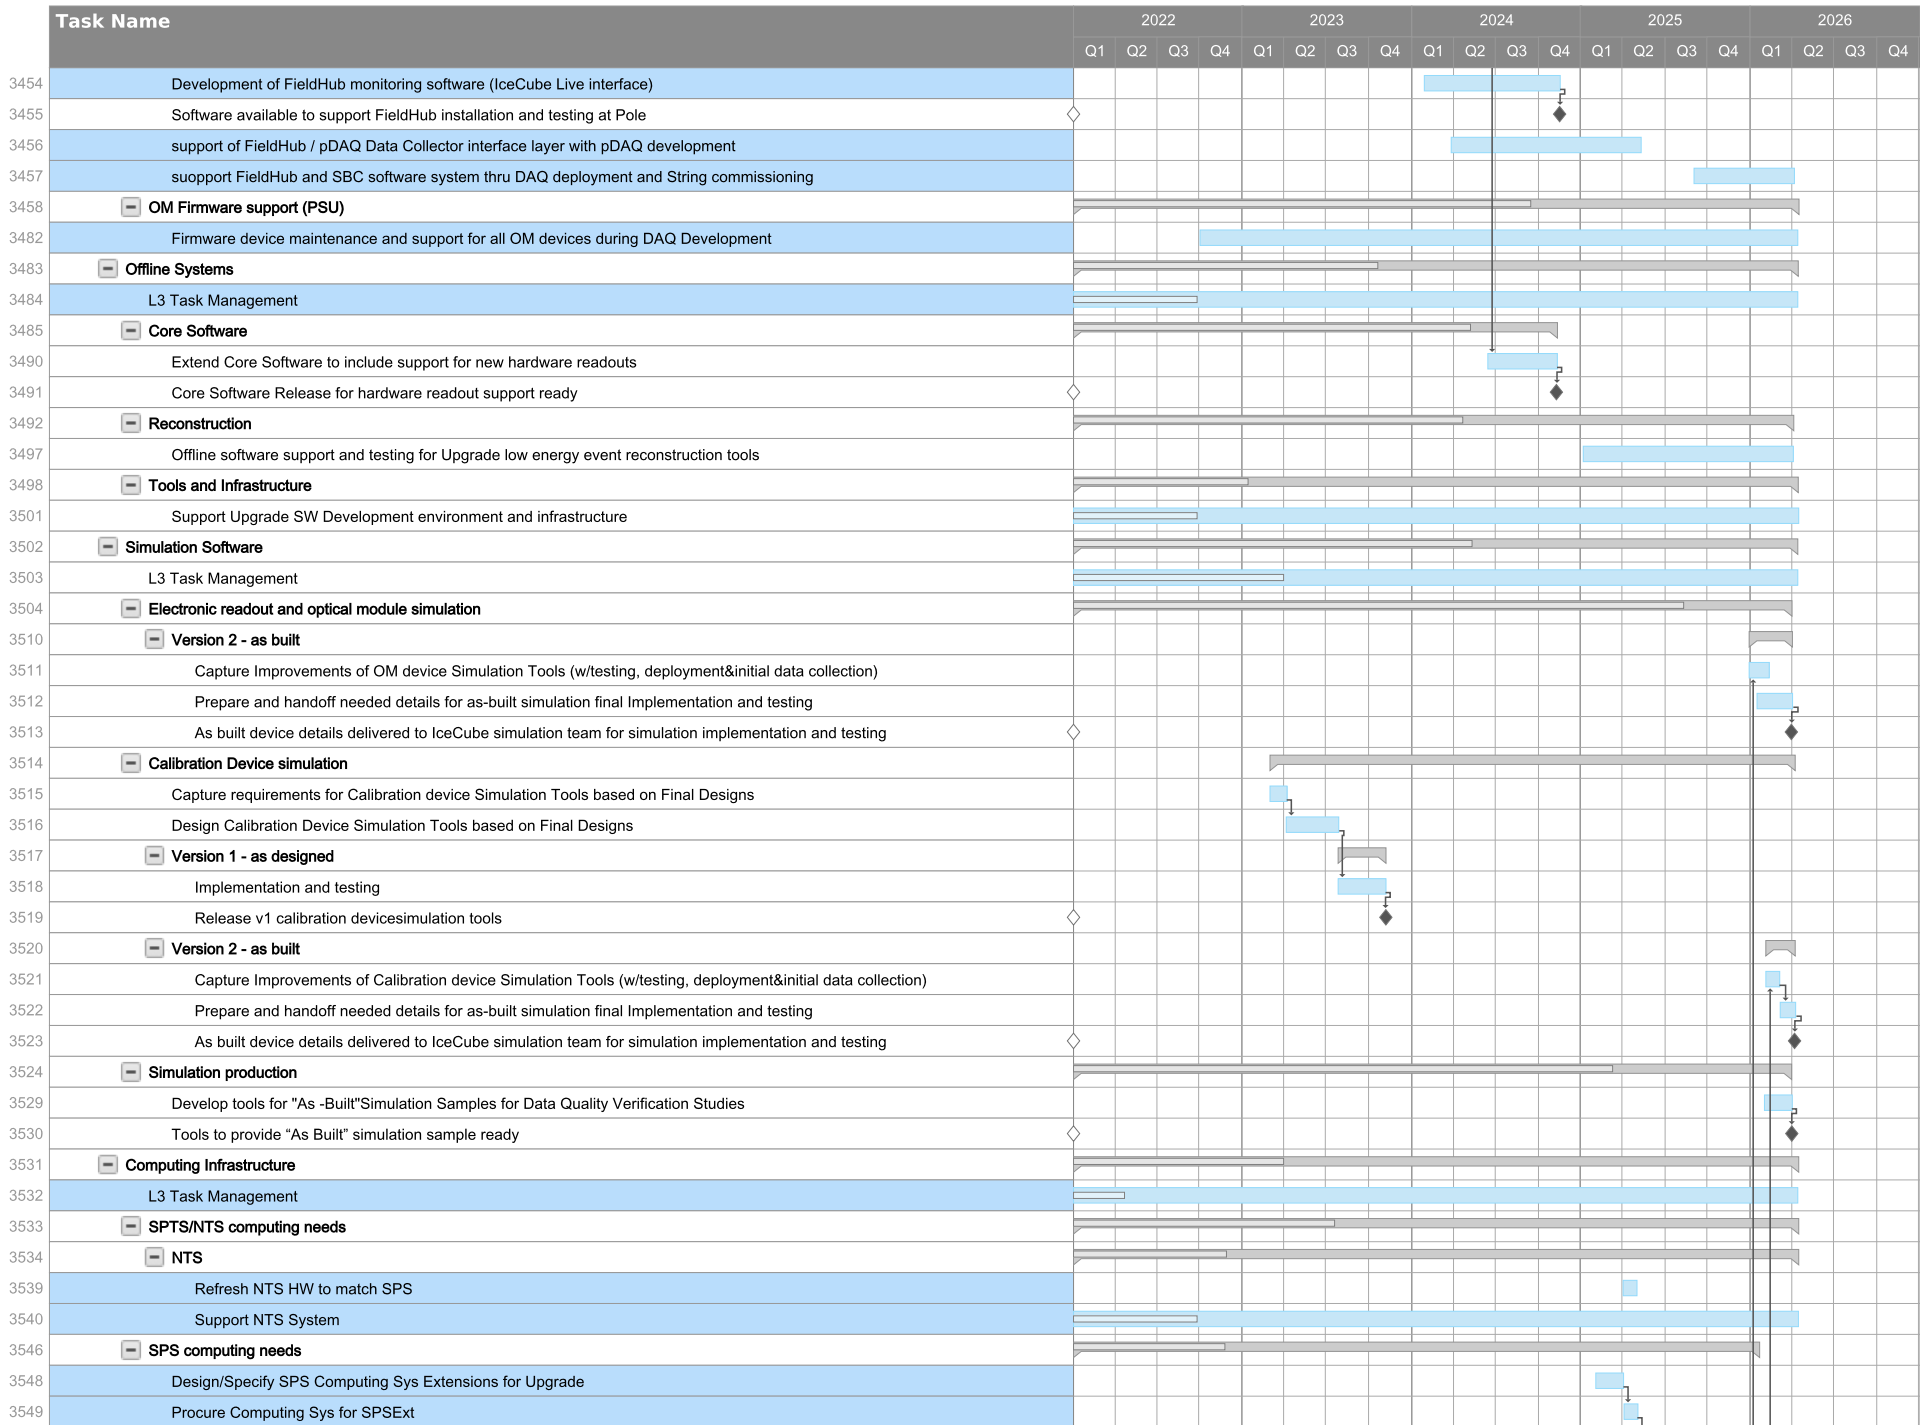 Task Name
2022 2023 2024 2025 2026
Q1 Q2 Q3 Q4 Q1 Q2 Q3 Q4 Q1 Q2 Q3 Q4 Q1 Q2 Q3 Q4 Q1 Q2 Q3 Q4
3454 Development of FieldHub monitoring software (IceCube Live interface)
3455 Software available to support FieldHub installation and testing at Pole
3456 support of FieldHub / pDAQ Data Collector interface layer with pDAQ development
3457 suopport FieldHub and SBC software system thru DAQ deployment and String commissioning
3458 OM Firmware support (PSU)
3482 Firmware device maintenance and support for all OM devices during DAQ Development
3483 Offline Systems
3484 L3 Task Management
3485 Core Software
3490 Extend Core Software to include support for new hardware readouts
3491 Core Software Release for hardware readout support ready
3492 Reconstruction
3497 Offline software support and testing for Upgrade low energy event reconstruction tools
3498 Tools and Infrastructure
3501 Support Upgrade SW Development environment and infrastructure
3502 Simulation Software
3503 L3 Task Management
3504 Electronic readout and optical module simulation
3510 Version 2 - as built
3511 Capture Improvements of OM device Simulation Tools (w/testing, deployment&initial data collection)
3512 Prepare and handoff needed details for as-built simulation final Implementation and testing
3513 As built device details delivered to IceCube simulation team for simulation implementation and testing
3514 Calibration Device simulation
3515 Capture requirements for Calibration device Simulation Tools based on Final Designs
3516 Design Calibration Device Simulation Tools based on Final Designs
3517 Version 1 - as designed
3518 Implementation and testing
3519 Release v1 calibration devicesimulation tools
3520 Version 2 - as built
3521 Capture Improvements of Calibration device Simulation Tools (w/testing, deployment&initial data collection)
3522 Prepare and handoff needed details for as-built simulation final Implementation and testing
3523 As built device details delivered to IceCube simulation team for simulation implementation and testing
3524 Simulation production
3529 Develop tools for "As -Built"Simulation Samples for Data Quality Verification Studies
3530 Tools to provide “As Built” simulation sample ready
3531 Computing Infrastructure
3532 L3 Task Management
3533 SPTS/NTS computing needs
3534 NTS
3539 Refresh NTS HW to match SPS
3540 Support NTS System
3546 SPS computing needs
3548 Design/Specify SPS Computing Sys Extensions for Upgrade
3549 Procure Computing Sys for SPSExt